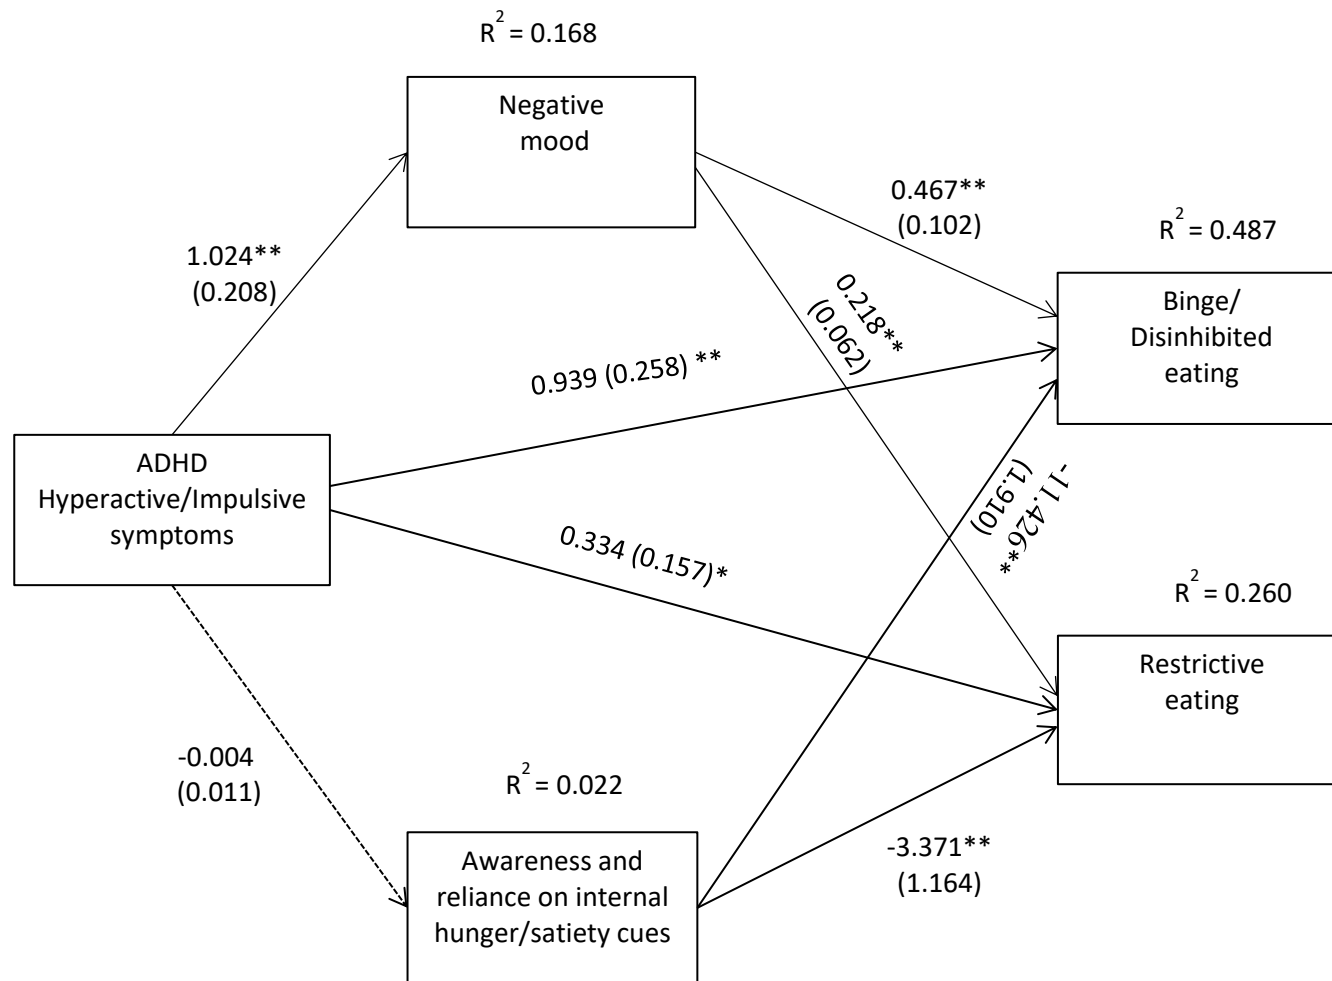 R² = 0.168
Negative
mood
0.467**
(0.102)
R² = 0.487
1.024**
(0.208)
0.218**
(0.062)
Binge/
Disinhibited
eating
0.939 (0.258) **
ADHD
Hyperactive/Impulsive
symptoms
-11.426**
(1.910)
0.334 (0.157)*
R² = 0.260
Restrictive
eating
-0.004
(0.011)
R² = 0.022
Awareness and
reliance on internal
hunger/satiety cues
-3.371**
(1.164)